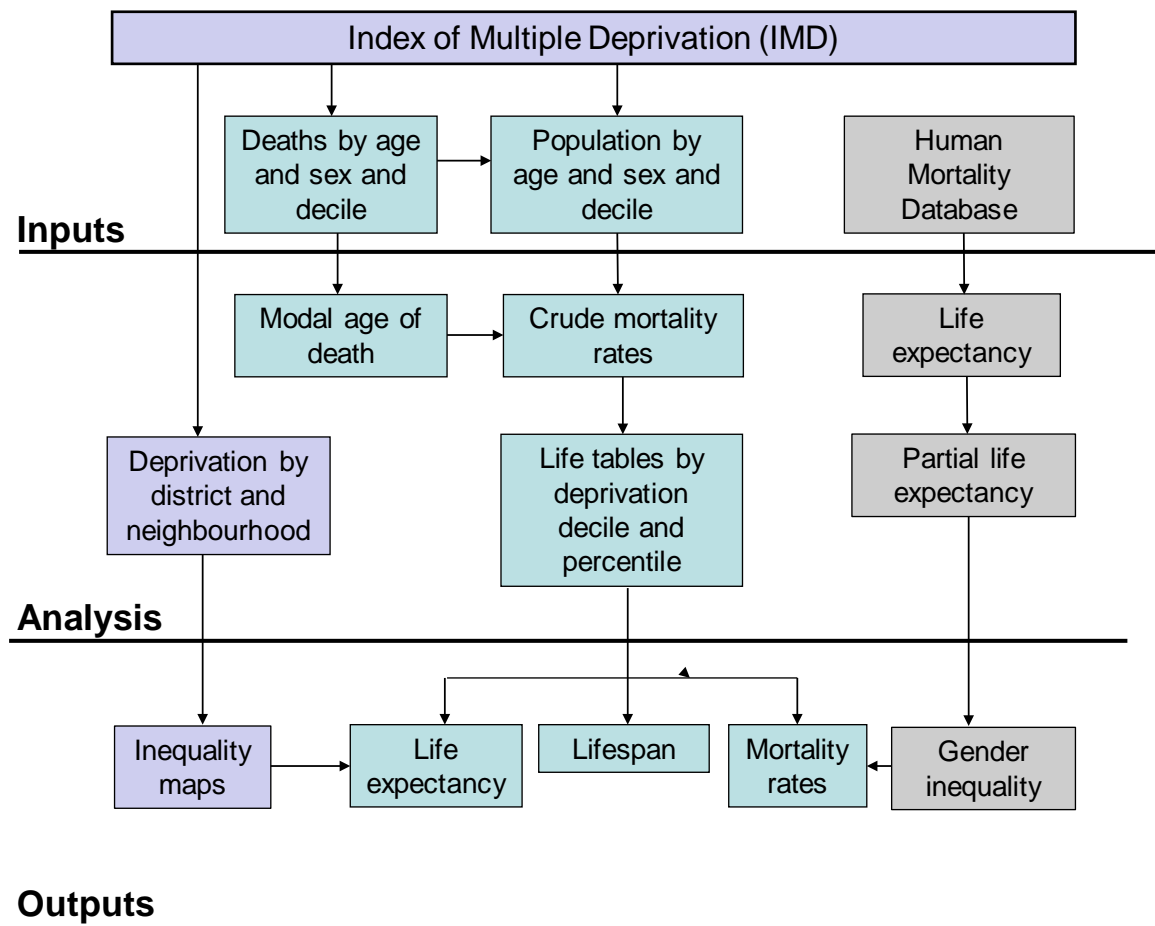 Index of Multiple Deprivation (IMD)
Deaths by age
and sex and
decile
Population by
age and sex and
decile
Human
Mortality
Database
Inputs
Modal age of
death
Crude mortality
rates
Life
expectancy
Deprivation by
district and
neighbourhood
Life tables by
deprivation
decile and
percentile
Partial life
expectancy
Analysis
Inequality
maps
Life
expectancy
Lifespan
Mortality
rates
Gender
inequality
Outputs